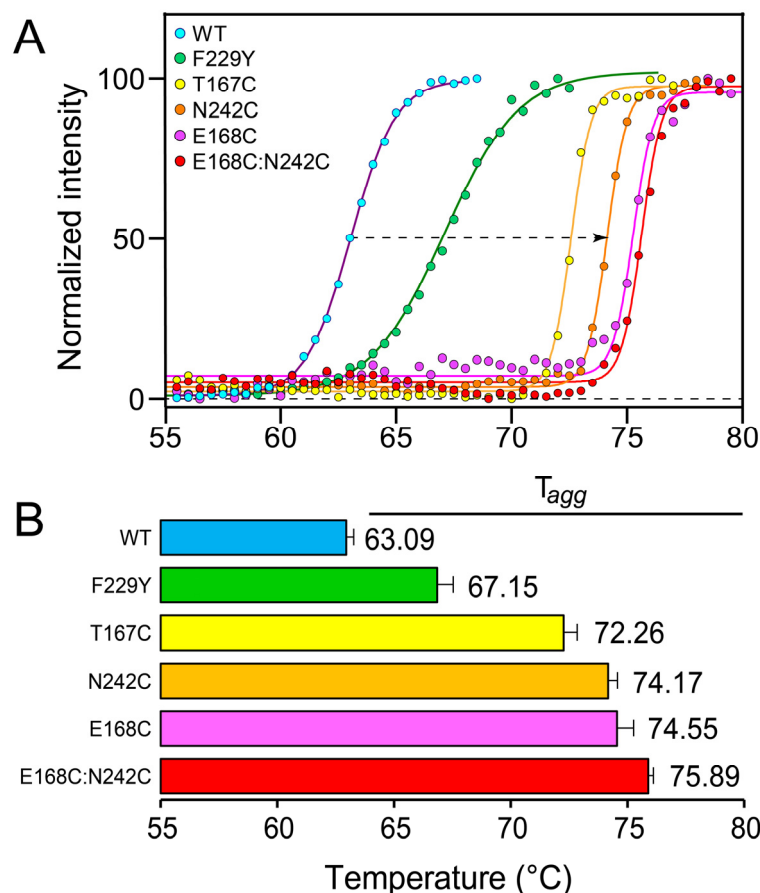 A
WT
F229Y
T167C
N242C
E168C
E168C:N242C
Normalized intensity
100
50
0
55 60 65 70 75 80
Tagg
B
WT 63.09
F229Y 67.15
T167C 72.26
N242C 74.17
E168C 74.55
E168C:N242C 75.89
55 60 65 70 75 80
Temperature (°C)